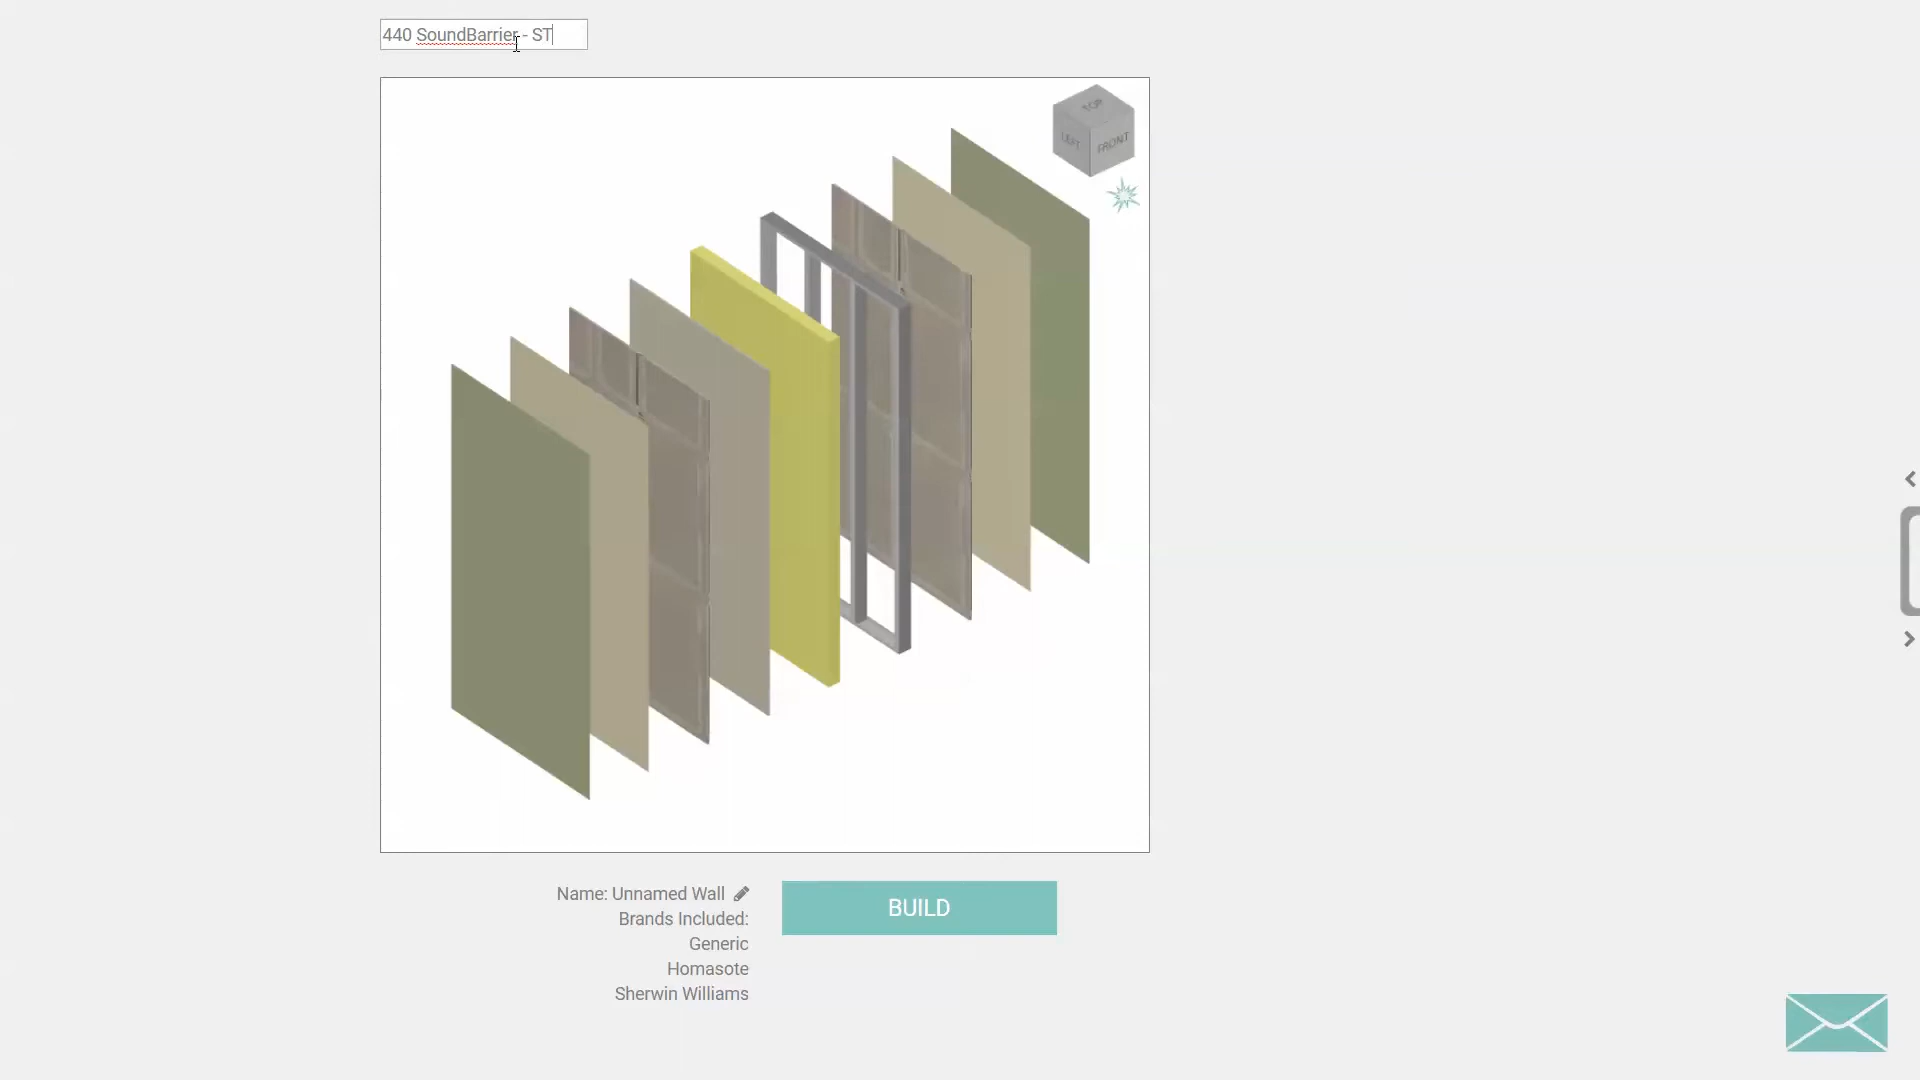 440 SoundBarrier - ST
TOP
LEFT
FRONT
Name: Unnamed Wall
Brands Included:
Generic
Homasote
Sherwin Williams
BUILD